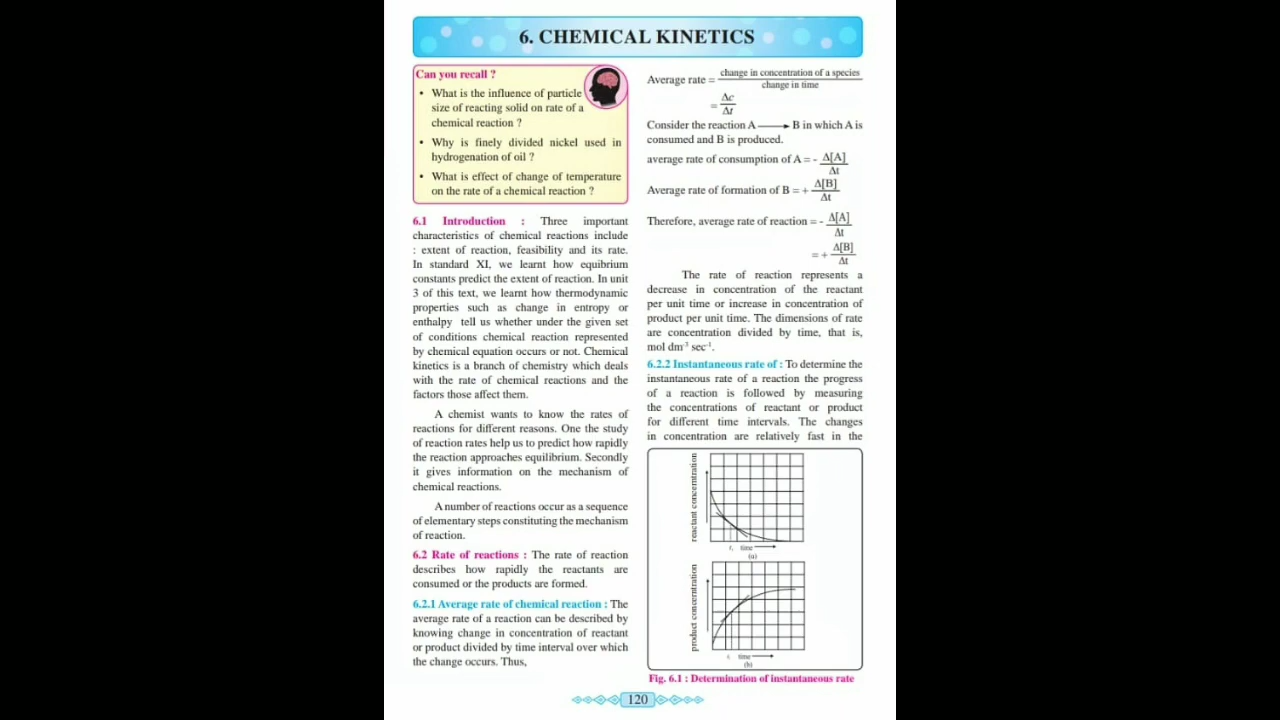 6. CHEMICAL KINETICS
Can you recall ?
• What is the influence of particle
size of reacting solid on rate of a
chemical reaction ?
• Why is finely divided nickel used in
hydrogenation of oil ?
• What is effect of change of temperature
on the rate of a chemical reaction ?
6.1 Introduction : Three important
characteristics of chemical reactions include
: extent of reaction, feasibility and its rate.
In standard XI, we learnt how equibrium
constants predict the extent of reaction. In unit
3 of this text, we learnt how thermodynamic
properties such as change in entropy or
enthalpy tell us whether under the given set
of conditions chemical reaction represented
by chemical equation occurs or not. Chemical
kinetics is a branch of chemistry which deals
with the rate of chemical reactions and the
factors those affect them.
A chemist wants to know the rates of
reactions for different reasons. One the study
of reaction rates help us to predict how rapidly
the reaction approaches equilibrium. Secondly
it gives information on the mechanism of
chemical reactions.
A number of reactions occur as a sequence
of elementary steps constituting the mechanism
of reaction.
6.2 Rate of reactions : The rate of reaction
describes how rapidly the reactants are
consumed or the products are formed.
6.2.1 Average rate of chemical reaction : The
average rate of a reaction can be described by
knowing change in concentration of reactant
or product divided by time interval over which
the change occurs. Thus,
Average rate = change in concentration of a species
change in time
= Δc
Δt
Consider the reaction A ⟶ B in which A is
consumed and B is produced.
average rate of consumption of A = - Δ[A]
Δt
Average rate of formation of B = + Δ[B]
Δt
Therefore, average rate of reaction = - Δ[A]
Δt
= + Δ[B]
Δt
The rate of reaction represents a
decrease in concentration of the reactant
per unit time or increase in concentration of
product per unit time. The dimensions of rate
are concentration divided by time, that is,
mol dm⁻³ sec⁻¹.
6.2.2 Instantaneous rate of : To determine the
instantaneous rate of a reaction the progress
of a reaction is followed by measuring
the concentrations of reactant or product
for different time intervals. The changes
in concentration are relatively fast in the
reactant concerntration
time
(a)
product concentration
time
(b)
Fig. 6.1 : Determination of instantaneous rate
120